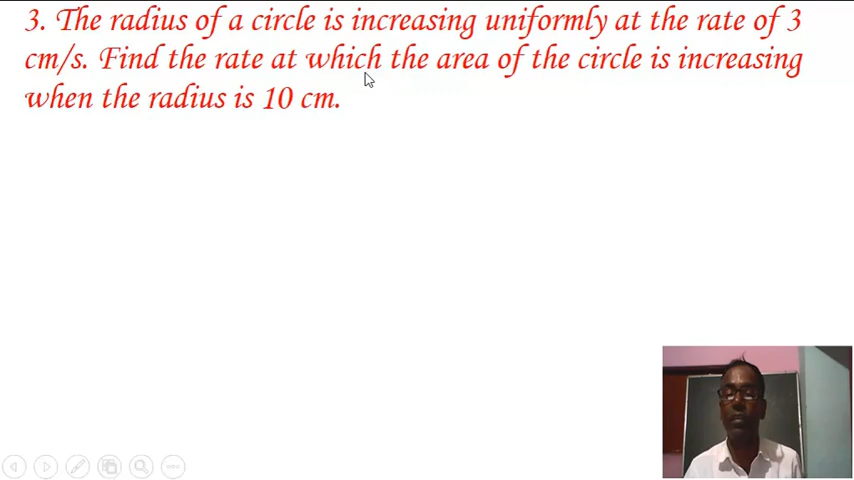 3. The radius of a circle is increasing uniformly at the rate of 3
cm/s. Find the rate at which the area of the circle is increasing
when the radius is 10 cm.